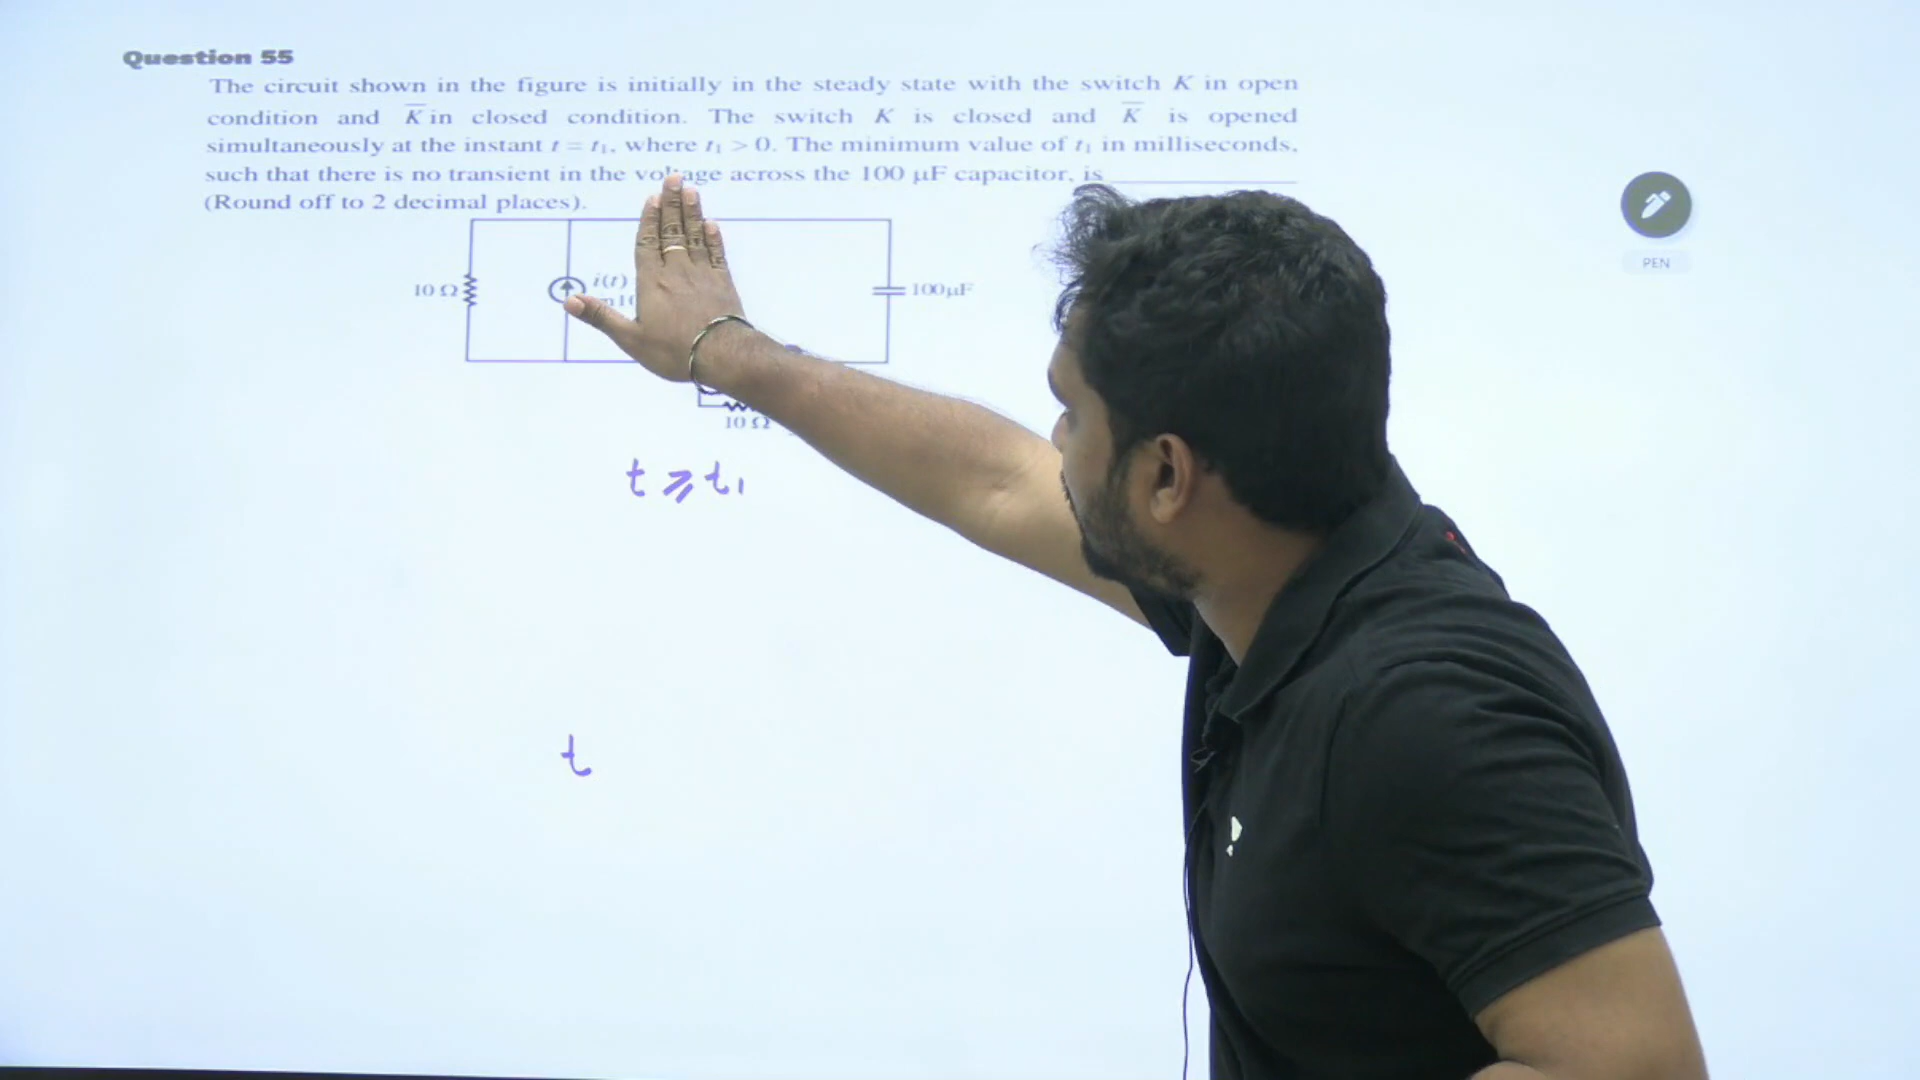 Question 55
The circuit shown in the figure is initially in the steady state with the switch K in open
condition and K̅ in closed condition. The switch K is closed and K̅ is opened
simultaneously at the instant t = t₁, where t₁ > 0. The minimum value of t₁ in milliseconds,
such that there is no transient in the voltage across the 100 μF capacitor, is
(Round off to 2 decimal places).
10 Ω
i(t)
100μF
10 Ω
t ⩾ t₁
t
PEN